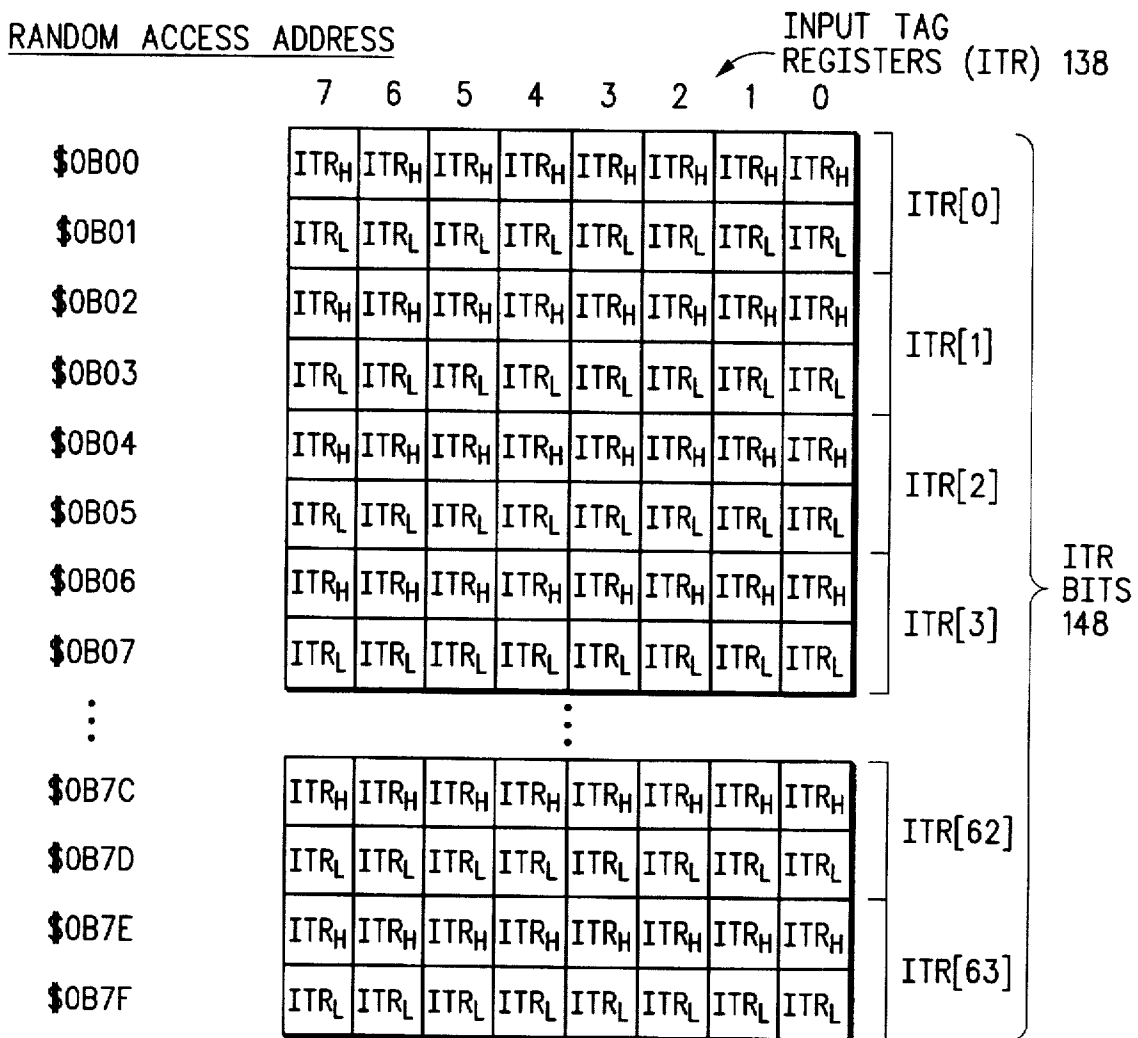 RANDOM ACCESS ADDRESS
INPUT TAG
REGISTERS (ITR) 138
7 6 5 4 3 2 1 0
$0B00 ITRH ITRH ITRH ITRH ITRH ITRH ITRH ITRH
ITR[0]
$0B01 ITRL ITRL ITRL ITRL ITRL ITRL ITRL ITRL
$0B02 ITRH ITRH ITRH ITRH ITRH ITRH ITRH ITRH
ITR[1]
$0B03 ITRL ITRL ITRL ITRL ITRL ITRL ITRL ITRL
$0B04 ITRH ITRH ITRH ITRH ITRH ITRH ITRH ITRH
ITR[2]
$0B05 ITRL ITRL ITRL ITRL ITRL ITRL ITRL ITRL
$0B06 ITRH ITRH ITRH ITRH ITRH ITRH ITRH ITRH
ITR[3]
$0B07 ITRL ITRL ITRL ITRL ITRL ITRL ITRL ITRL
$0B7C ITRH ITRH ITRH ITRH ITRH ITRH ITRH ITRH
ITR[62]
$0B7D ITRL ITRL ITRL ITRL ITRL ITRL ITRL ITRL
$0B7E ITRH ITRH ITRH ITRH ITRH ITRH ITRH ITRH
ITR[63]
$0B7F ITRL ITRL ITRL ITRL ITRL ITRL ITRL ITRL
ITR
BITS
148